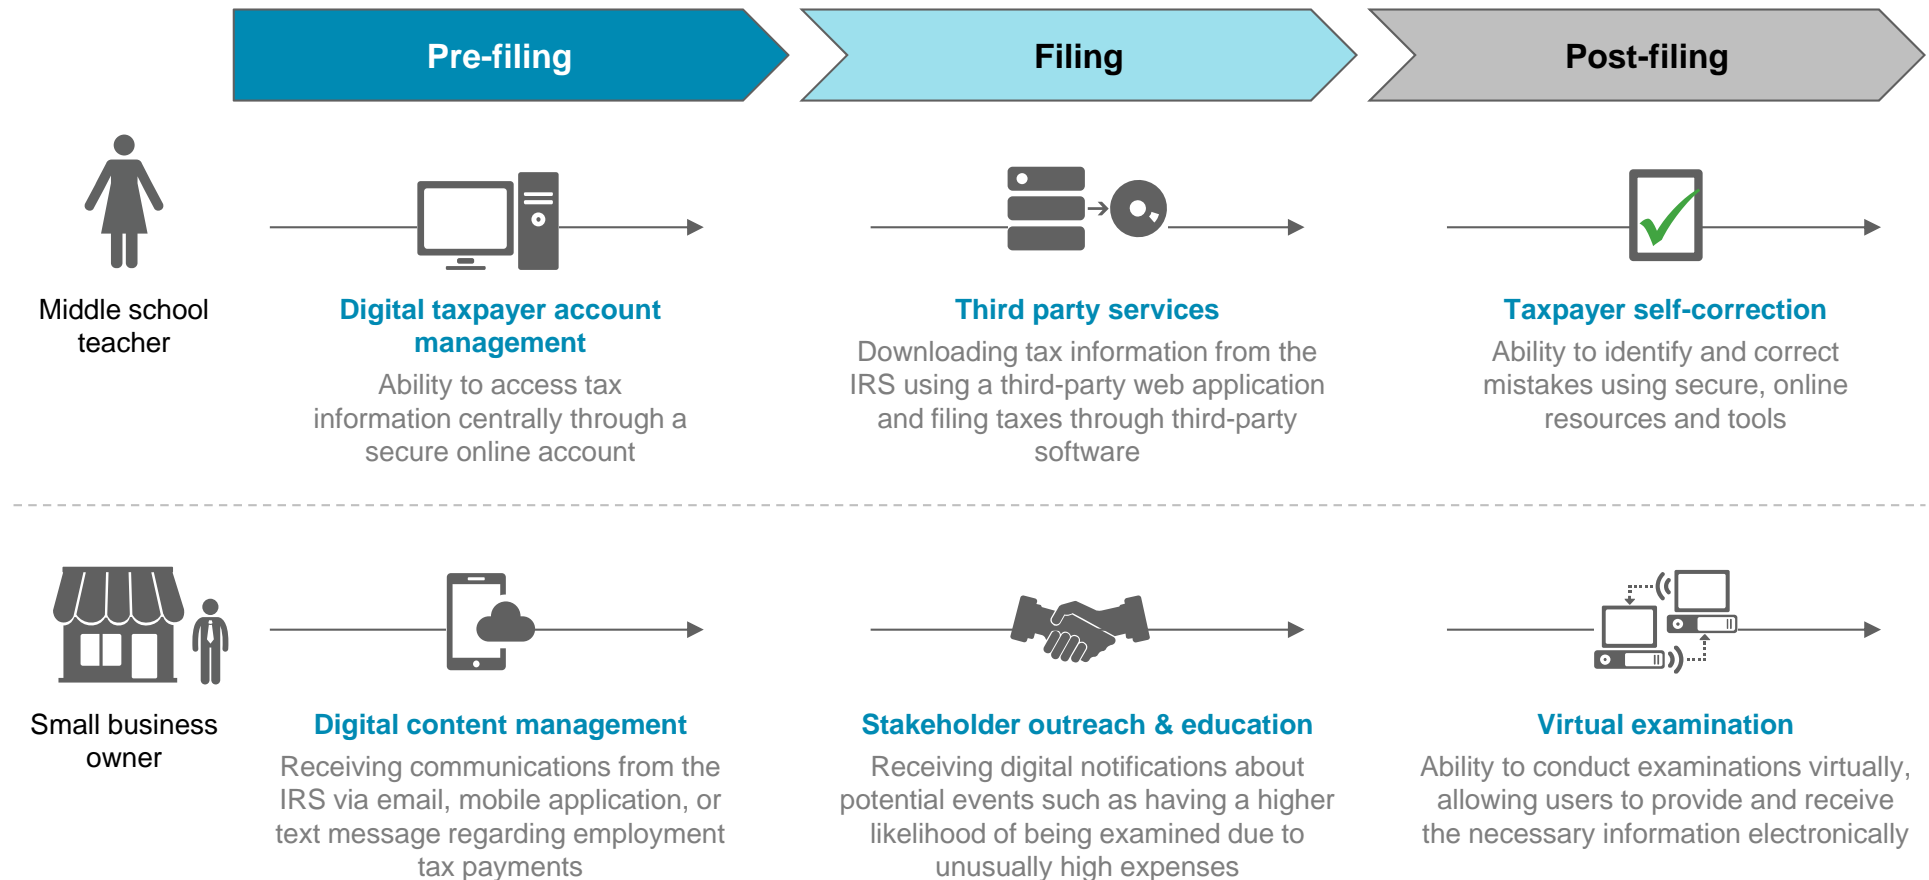 Pre-filing
Filing
Post-filing
Middle school
teacher
Digital taxpayer account
management
Ability to access tax
information centrally through a
secure online account
Third party services
Downloading tax information from the
IRS using a third-party web application
and filing taxes through third-party
software
Taxpayer self-correction
Ability to identify and correct
mistakes using secure, online
resources and tools
Small business
owner
Digital content management
Receiving communications from the
IRS via email, mobile application, or
text message regarding employment
tax payments
Stakeholder outreach & education
Receiving digital notifications about
potential events such as having a higher
likelihood of being examined due to
unusually high expenses
Virtual examination
Ability to conduct examinations virtually,
allowing users to provide and receive
the necessary information electronically